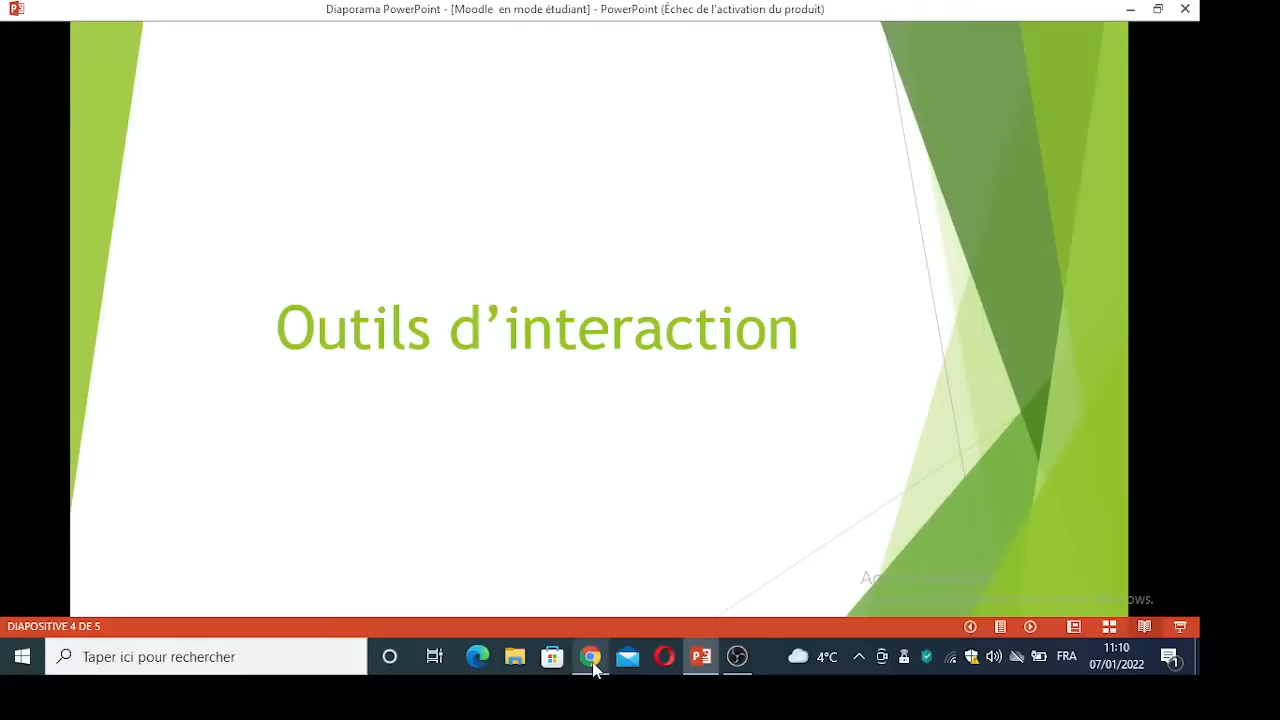 Diaporama PowerPoint - [Moodle en mode étudiant] - PowerPoint (Échec de l'activation du produit)
Outils d'interaction
DIAPOSITIVE 4 DE 5
Taper ici pour rechercher
4°C
FRA
11:10
07/01/2022
1